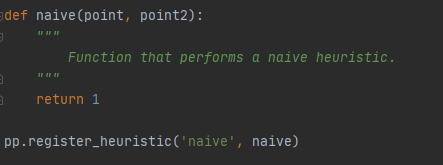 def naive(point, point2):
    """
        Function that performs a naive heuristic.
    """
    return 1

pp.register_heuristic('naive', naive)